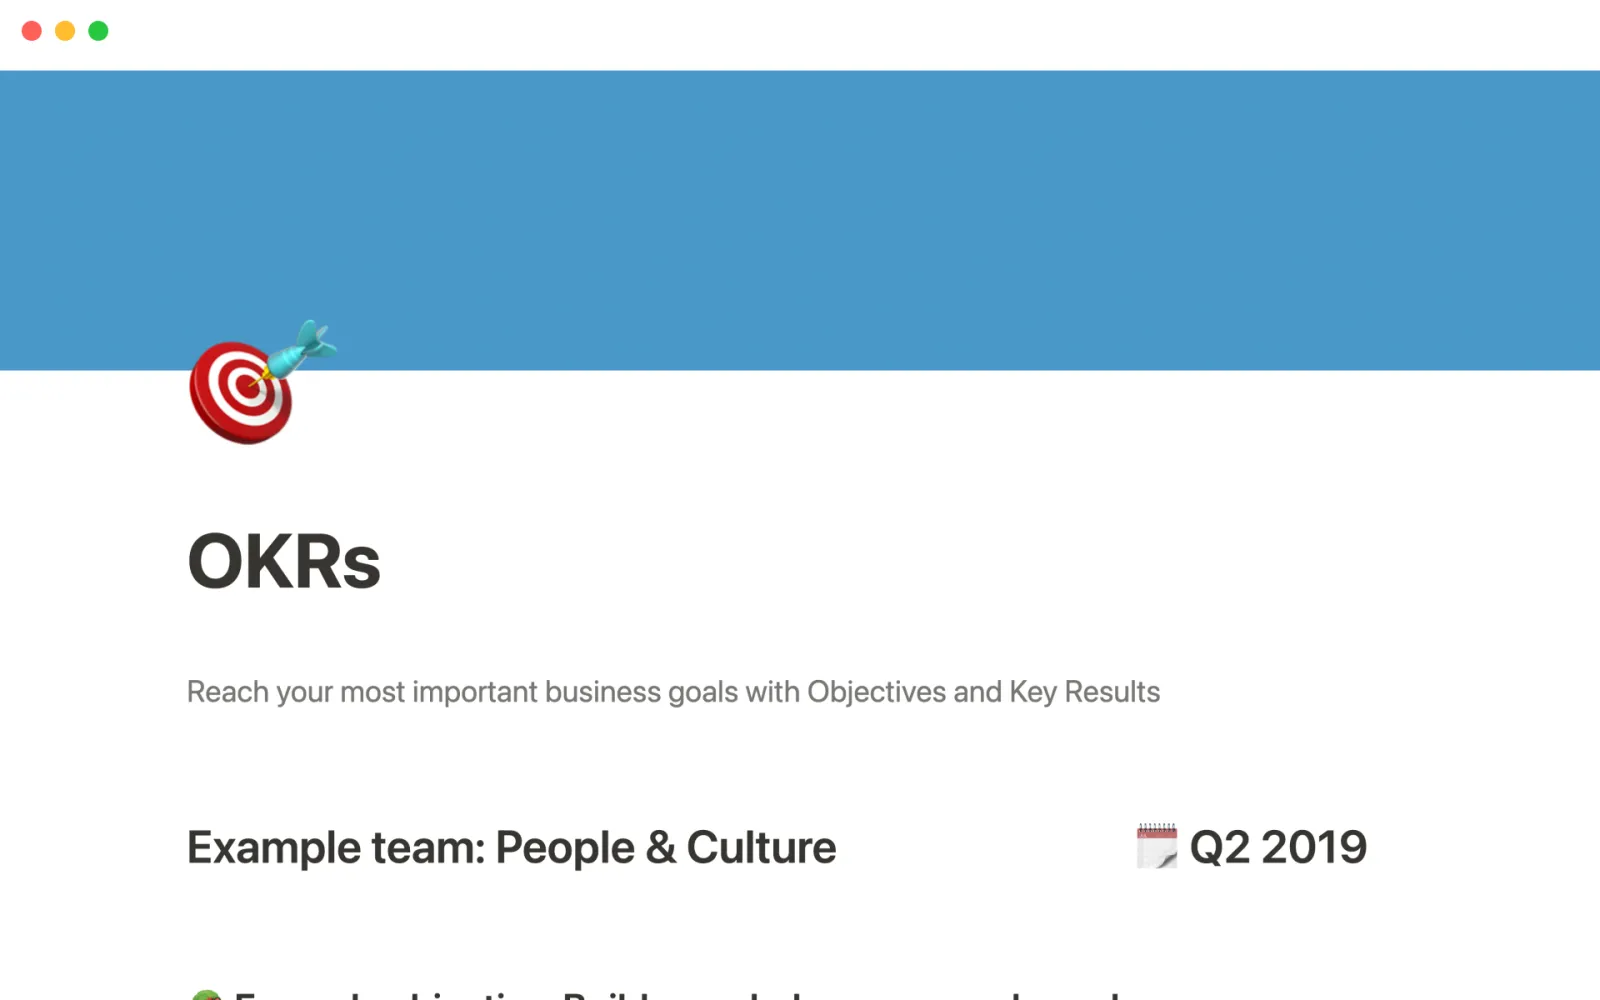 OKRs
Reach your most important business goals with Objectives and Key Results
Example team: People & Culture
Q2 2019